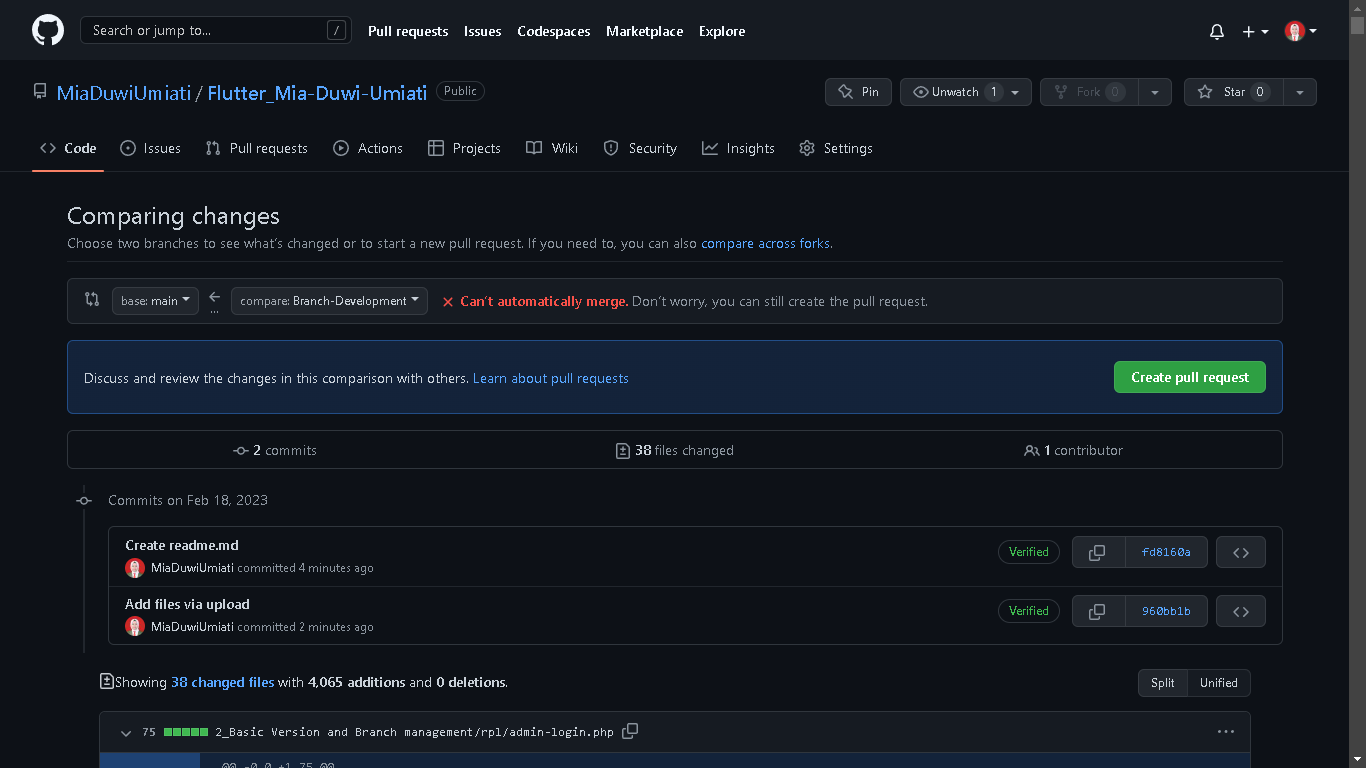 Search or jump to... /
Pull requests Issues Codespaces Marketplace Explore
MiaDuwiUmiati / Flutter_Mia-Duwi-Umiati Public
Pin Unwatch 1 Fork 0 Star 0
Code Issues Pull requests Actions Projects Wiki Security Insights Settings
Comparing changes
Choose two branches to see what's changed or to start a new pull request. If you need to, you can also compare across forks.
base: main ... compare: Branch-Development Can't automatically merge. Don't worry, you can still create the pull request.
Discuss and review the changes in this comparison with others. Learn about pull requests Create pull request
2 commits 38 files changed 1 contributor
Commits on Feb 18, 2023
Create readme.md
MiaDuwiUmiati committed 4 minutes ago Verified fd8160a
Add files via upload
MiaDuwiUmiati committed 2 minutes ago Verified 960bb1b
Showing 38 changed files with 4,065 additions and 0 deletions. Split Unified
75 2_Basic Version and Branch management/rpl/admin-login.php
@@ -0,0 +1,75 @@